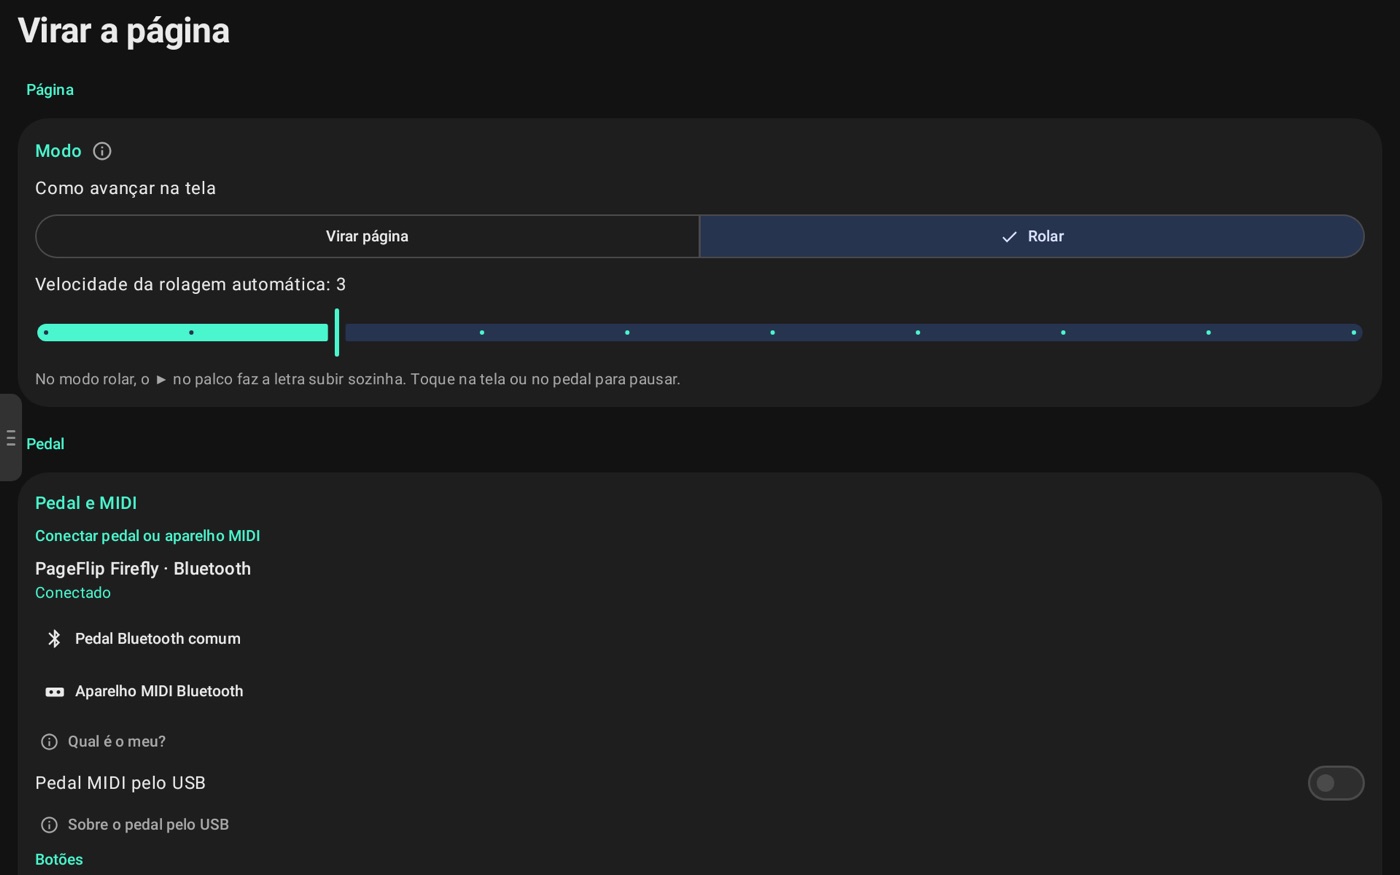 Virar a página
Página
Modo
Como avançar na tela
Virar página
Rolar
Velocidade da rolagem automática: 3
No modo rolar, o ► no palco faz a letra subir sozinha. Toque na tela ou no pedal para pausar.
Pedal
Pedal e MIDI
Conectar pedal ou aparelho MIDI
PageFlip Firefly · Bluetooth
Conectado
Pedal Bluetooth comum
Aparelho MIDI Bluetooth
Qual é o meu?
Pedal MIDI pelo USB
Sobre o pedal pelo USB
Botões